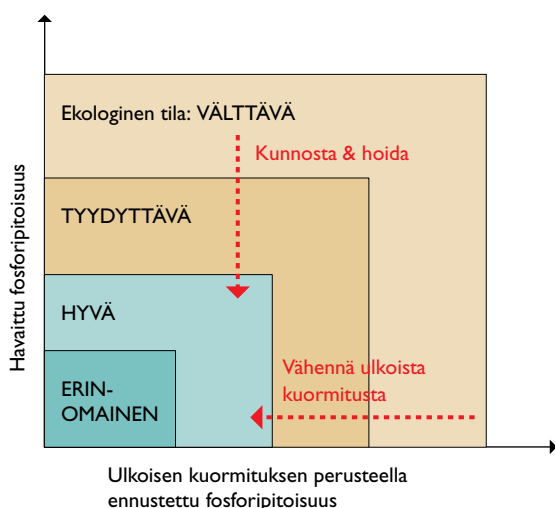 Ekologinen tila: VÄLTTÄVÄ
Kunnosta & hoida
TYYDYTTÄVÄ
HYVÄ
Vähennä ulkoista
kuormitusta
ERIN-
OMAINEN
Havaittu fosforipitoisuus
Ulkoisen kuormituksen perusteella
ennustettu fosforipitoisuus